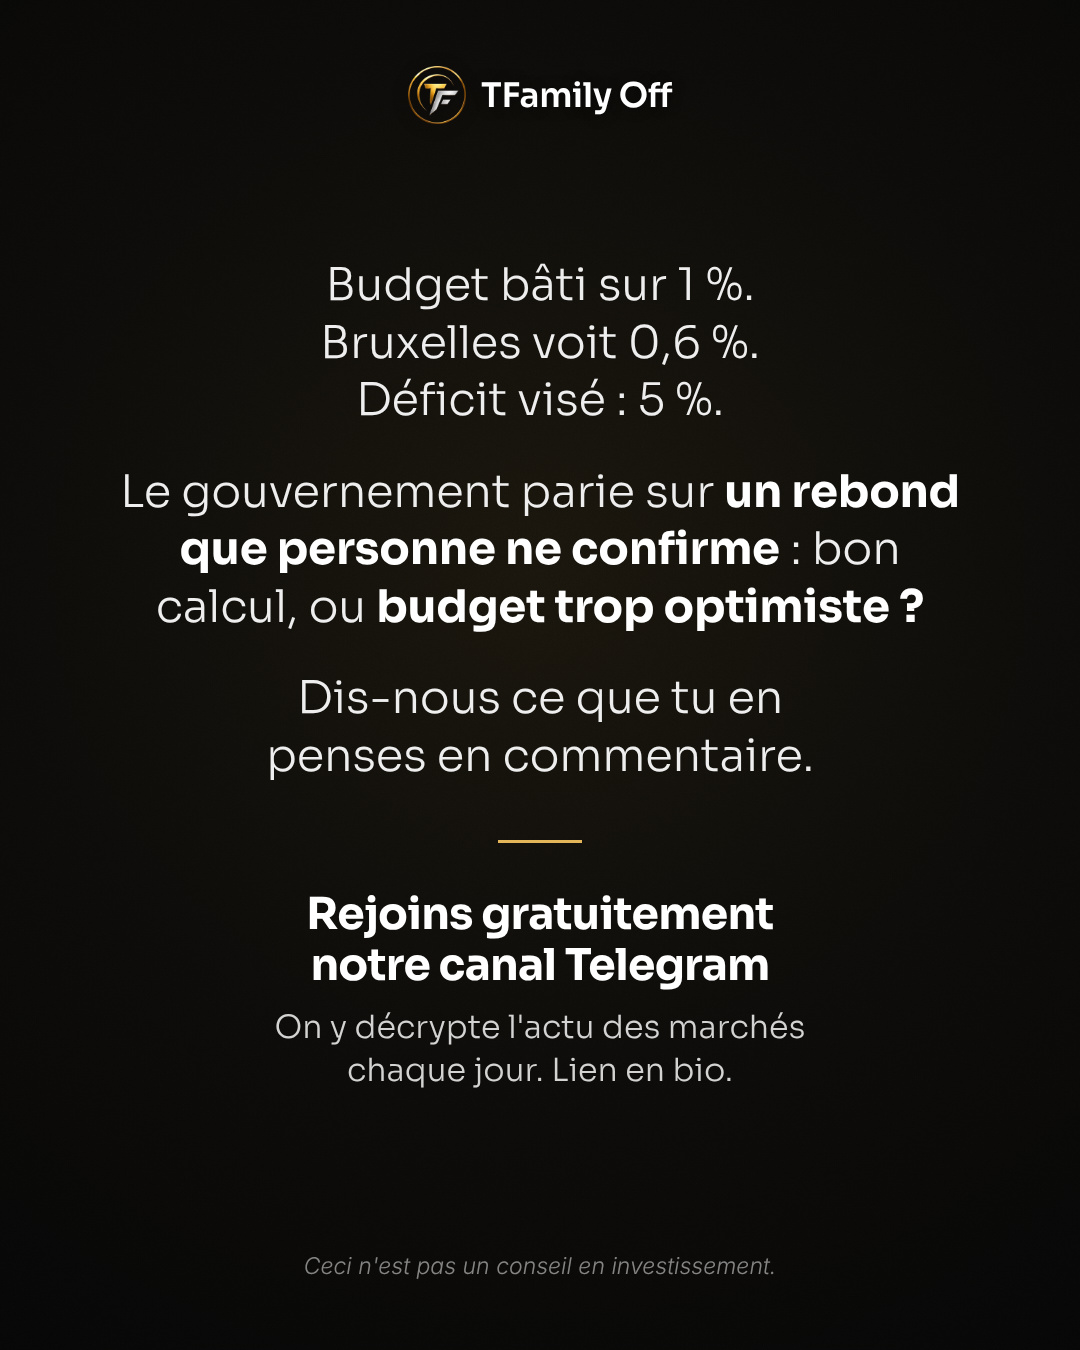 TF TFamily Off
Budget bâti sur 1 %.
Bruxelles voit 0,6 %.
Déficit visé : 5 %.
Le gouvernement parie sur un rebond
que personne ne confirme : bon
calcul, ou budget trop optimiste ?
Dis-nous ce que tu en
penses en commentaire.
Rejoins gratuitement
notre canal Telegram
On y décrypte l'actu des marchés
chaque jour. Lien en bio.
Ceci n'est pas un conseil en investissement.